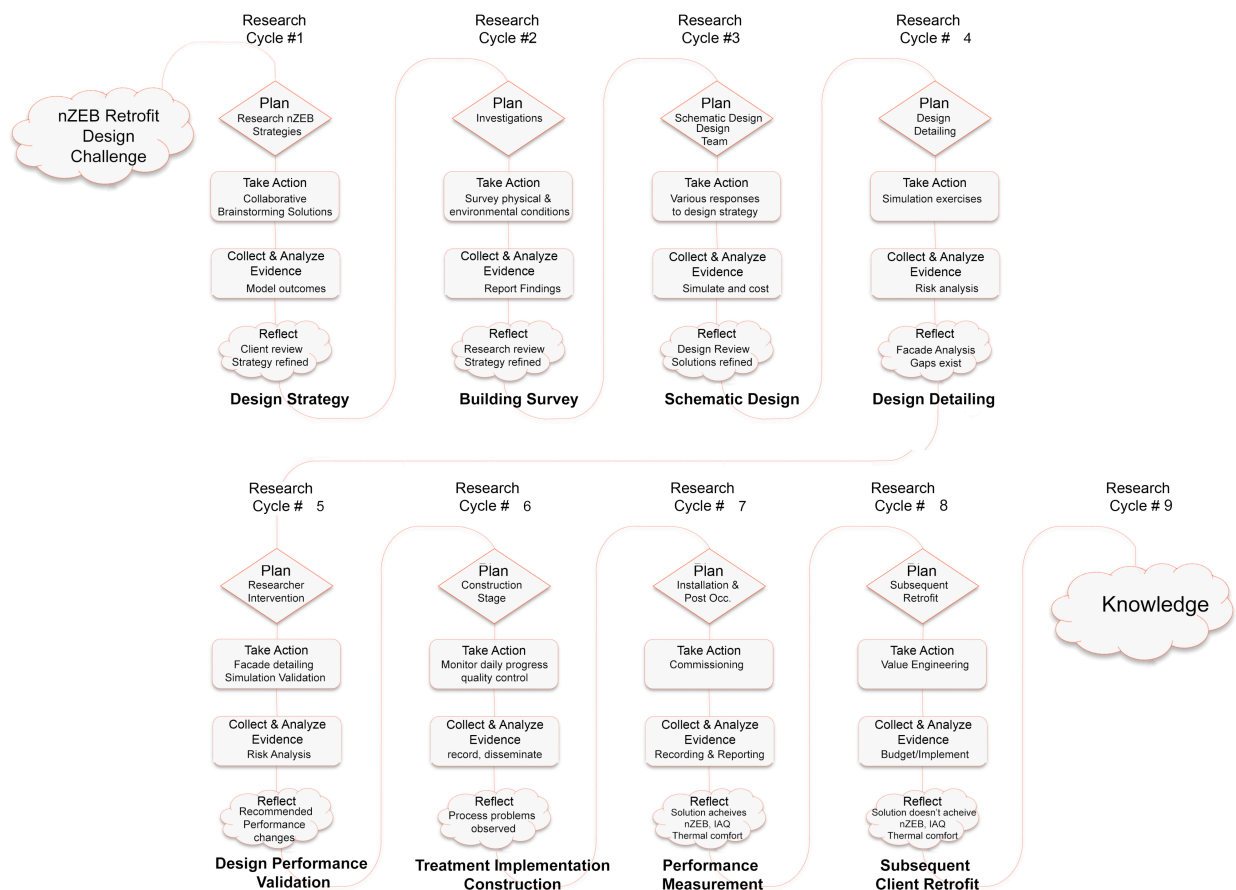 nZEB Retrofit
Design
Challenge
Research
Cycle #1
Plan
Research nZEB
Strategies
Take Action
Collaborative
Brainstorming Solutions
Collect & Analyze
Evidence
Model outcomes
Reflect
Client review
Strategy refined
Design Strategy
Research
Cycle #2
Plan
Investigations
Take Action
Survey physical &
environmental conditions
Collect & Analyze
Evidence
Report Findings
Reflect
Research review
Strategy refined
Building Survey
Research
Cycle #3
Plan
Schematic Design
Design
Team
Take Action
Various responses
to design strategy
Collect & Analyze
Evidence
Simulate and cost
Reflect
Design Review
Solutions refined
Schematic Design
Research
Cycle # 4
Plan
Design
Detailing
Take Action
Simulation exercises
Collect & Analyze
Evidence
Risk analysis
Reflect
Facade Analysis
Gaps exist
Design Detailing
Research
Cycle # 5
Plan
Researcher
Intervention
Take Action
Facade detailing
Simulation Validation
Collect & Analyze
Evidence
Risk Analysis
Reflect
Recommended
Performance
changes
Design Performance
Validation
Research
Cycle # 6
Plan
Construction
Stage
Take Action
Monitor daily progress
quality control
Collect & Analyze
Evidence
record, disseminate
Reflect
Process problems
observed
Treatment Implementation
Construction
Research
Cycle # 7
Plan
Installation &
Post Occ.
Take Action
Commissioning
Collect & Analyze
Evidence
Recording & Reporting
Reflect
Solution acheives
nZEB, IAQ
Thermal comfort
Performance
Measurement
Research
Cycle # 8
Plan
Subsequent
Retrofit
Take Action
Value Engineering
Collect & Analyze
Evidence
Budget/Implement
Reflect
Solution doesn't acheive
nZEB, IAQ
Thermal comfort
Subsequent
Client Retrofit
Research
Cycle # 9
Knowledge